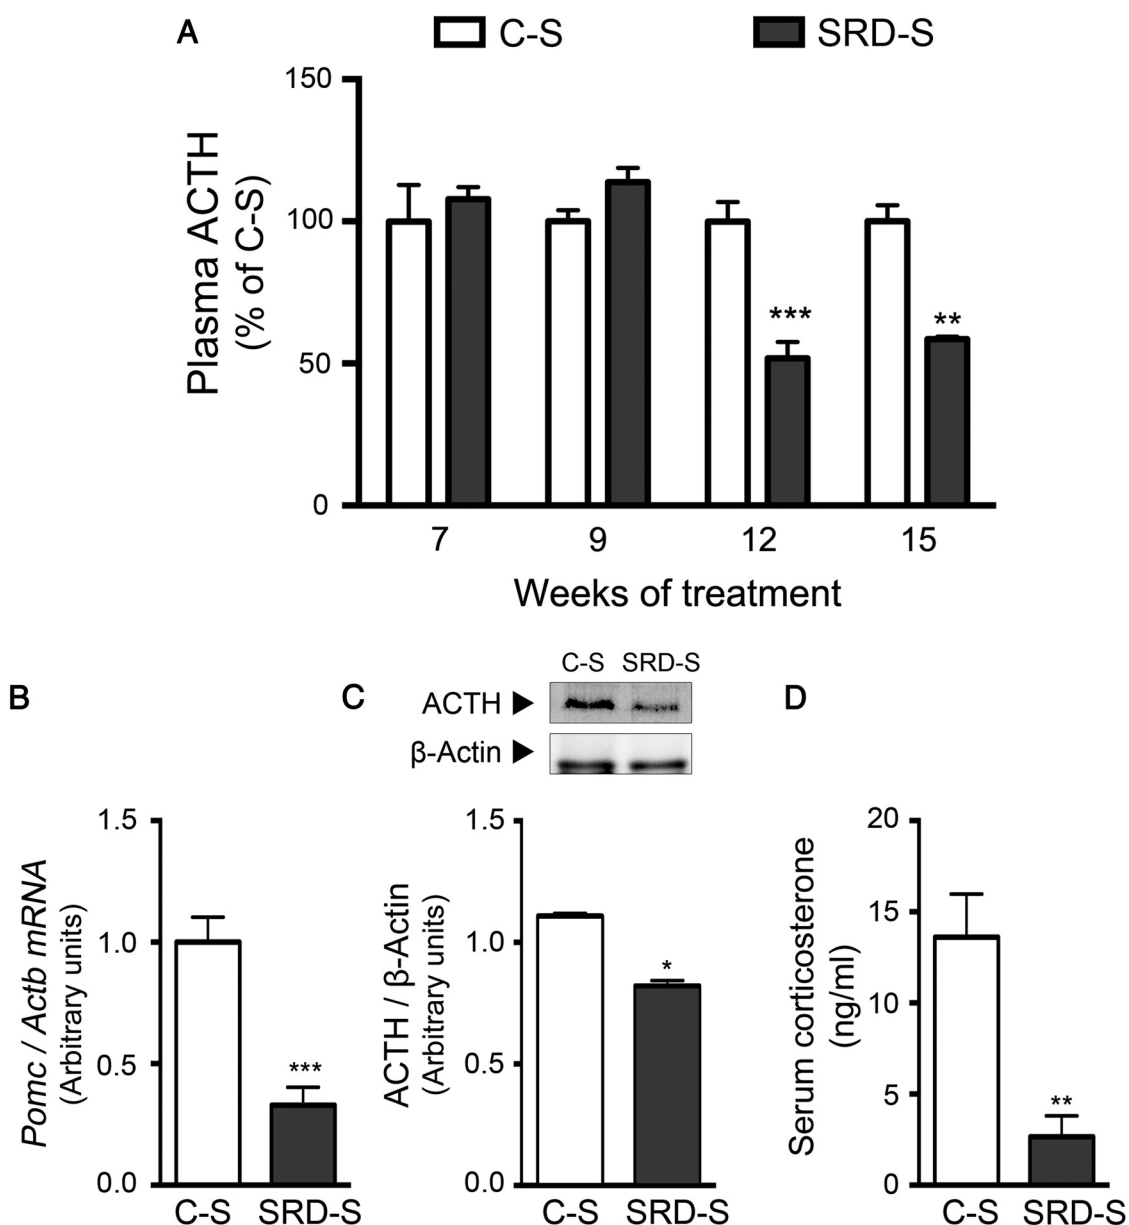 A
C-S
SRD-S
Plasma ACTH
(% of C-S)
150
100
50
0
***
**
7
9
12
15
Weeks of treatment
B
Pomc / Actb mRNA
(Arbitrary units)
1.5
1.0
0.5
0.0
***
C-S
SRD-S
C
C-S SRD-S
ACTH
β-Actin
ACTH / β-Actin
(Arbitrary units)
1.5
1.0
0.5
0.0
*
C-S
SRD-S
D
Serum corticosterone
(ng/ml)
20
15
10
5
0
**
C-S
SRD-S